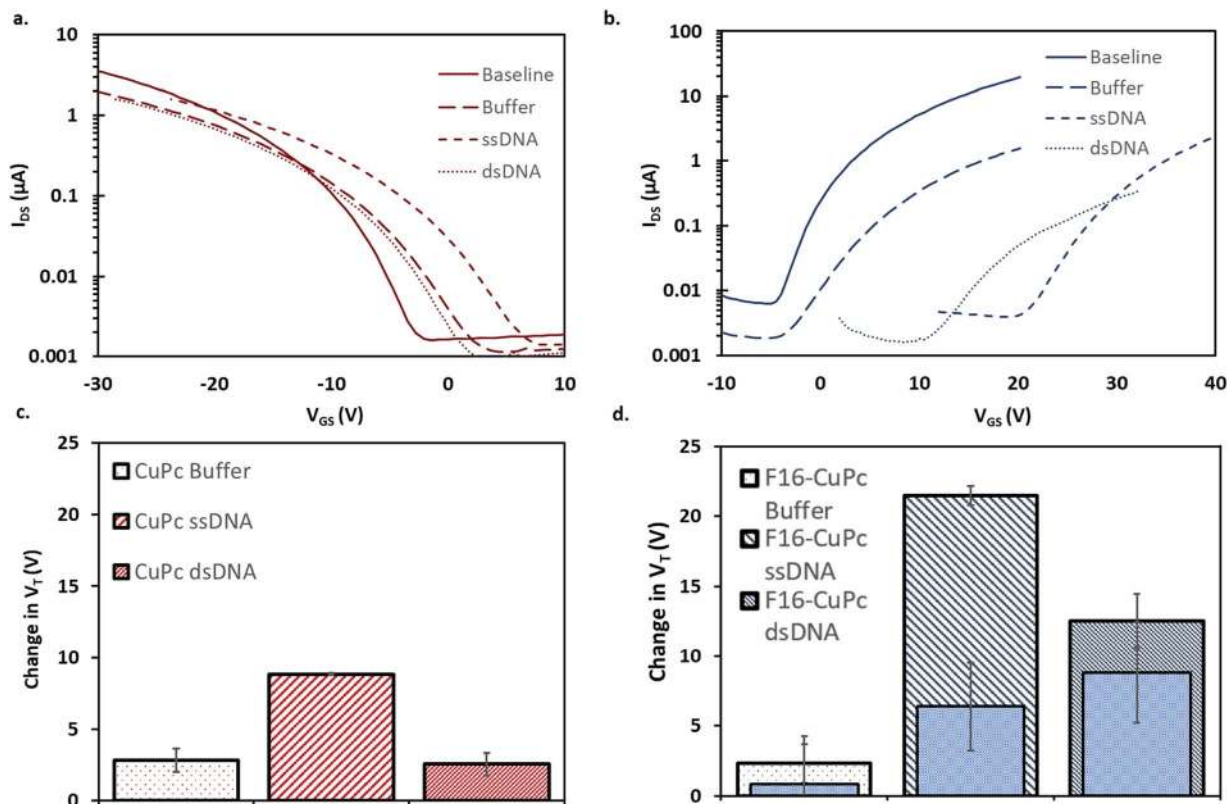 a.
10
1
0.1
0.01
0.001
I_DS (µA)
Baseline
Buffer
ssDNA
dsDNA
-30
-20
-10
0
10
V_GS (V)
b.
100
10
1
0.1
0.01
0.001
I_DS (µA)
Baseline
Buffer
ssDNA
dsDNA
-10
0
10
20
30
40
V_GS (V)
c.
25
20
15
10
5
0
Change in V_T (V)
CuPc Buffer
CuPc ssDNA
CuPc dsDNA
d.
25
20
15
10
5
0
Change in V_T (V)
F16-CuPc
Buffer
F16-CuPc
ssDNA
F16-CuPc
dsDNA